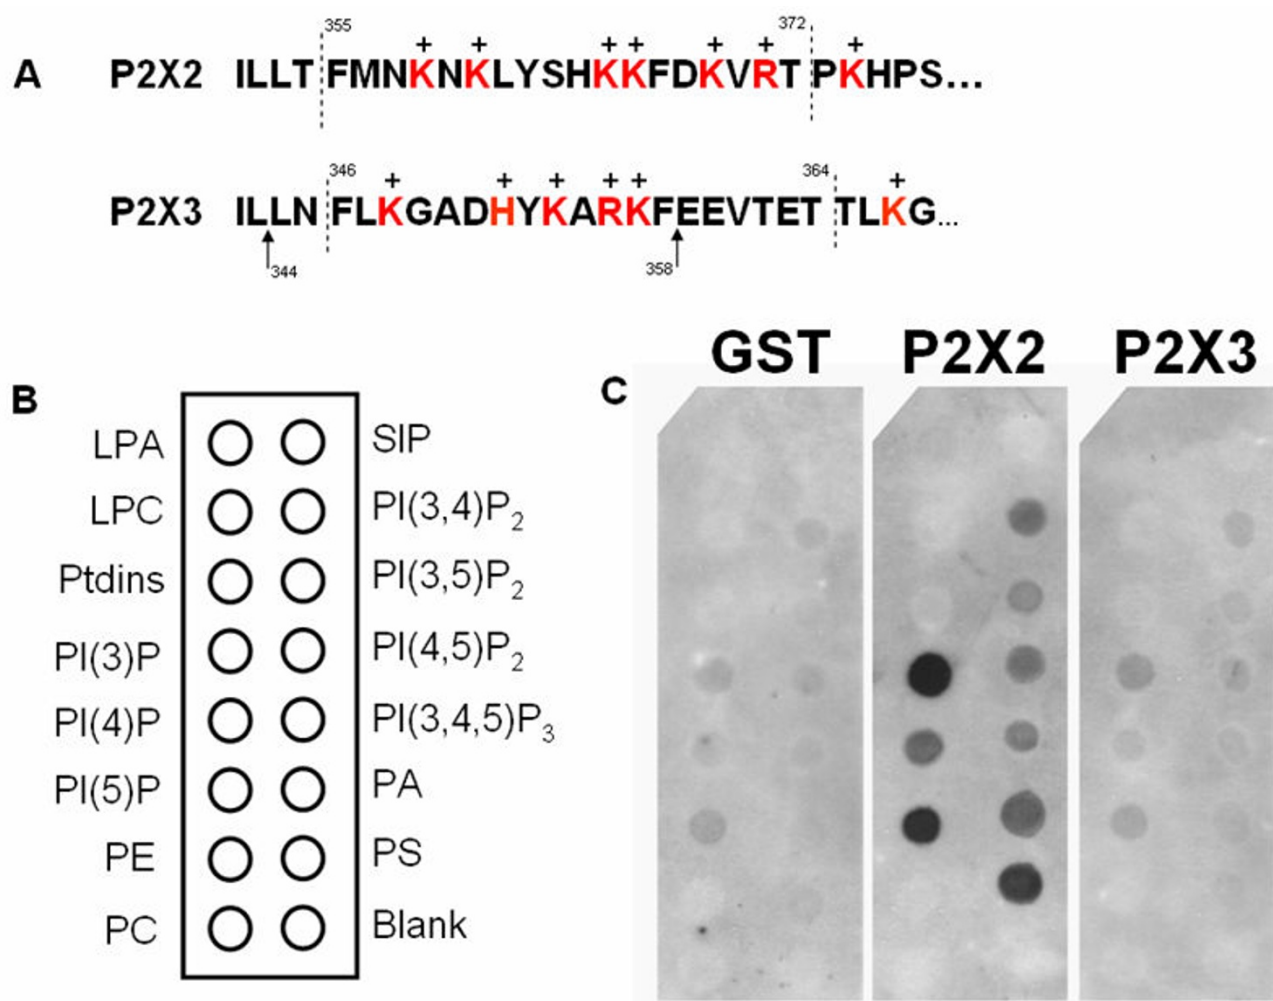 355 372
+ + + + + + +
A P2X2 ILLT FMNKNKLYSHKKFDKVRT PKHPS...
346 364
+ + + + + +
P2X3 ILLN FLKGADHYKARKFEEVTET TLKG...
344 358
GST P2X2 P2X3
B C
LPA SIP
LPC PI(3,4)P2
Ptdins PI(3,5)P2
PI(3)P PI(4,5)P2
PI(4)P PI(3,4,5)P3
PI(5)P PA
PE PS
PC Blank